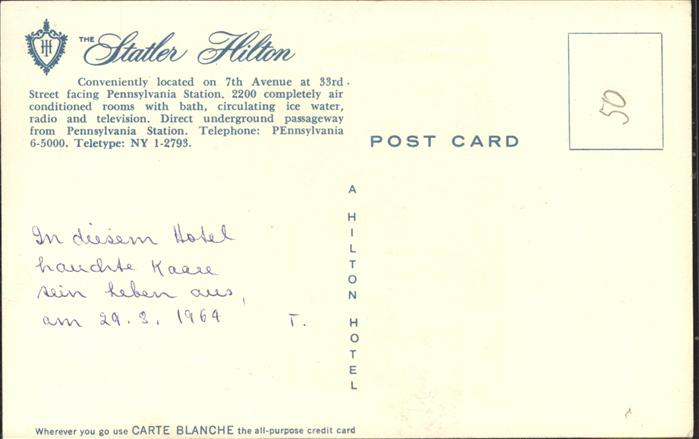 THE Statler Hilton
Conveniently located on 7th Avenue at 33rd
Street facing Pennsylvania Station. 2200 completely air
conditioned rooms with bath, circulating ice water,
radio and television. Direct underground passageway
from Pennsylvania Station. Telephone: PEnnsylvania
6-5000. Teletype: NY 1-2793.
50
POST CARD
A HILTON HOTEL
In diesem Hotel
hauchte Kaare
sein Leben aus,
am 29. 3. 1964 T.
Wherever you go use CARTE BLANCHE the all-purpose credit card